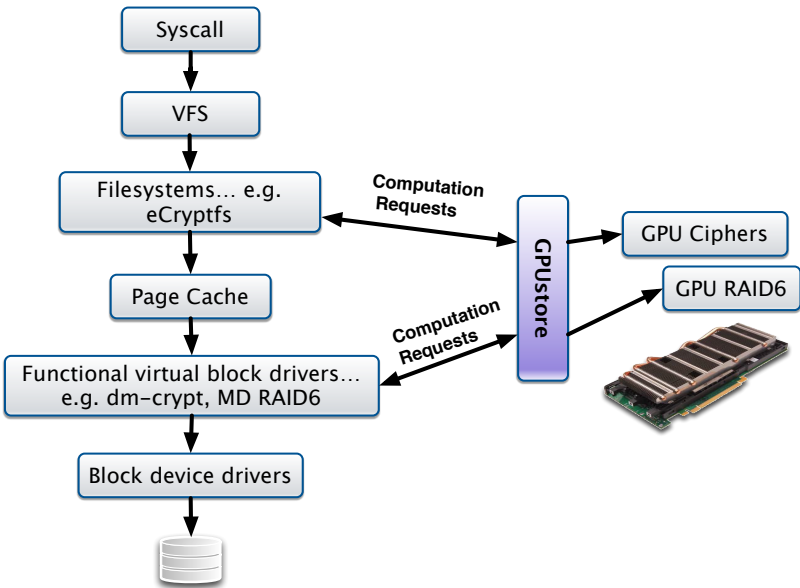 Syscall
VFS
Filesystems... e.g.
eCryptfs
Computation
Requests
GPUstore
GPU Ciphers
GPU RAID6
Page Cache
Computation
Requests
Functional virtual block drivers...
e.g. dm-crypt, MD RAID6
Block device drivers